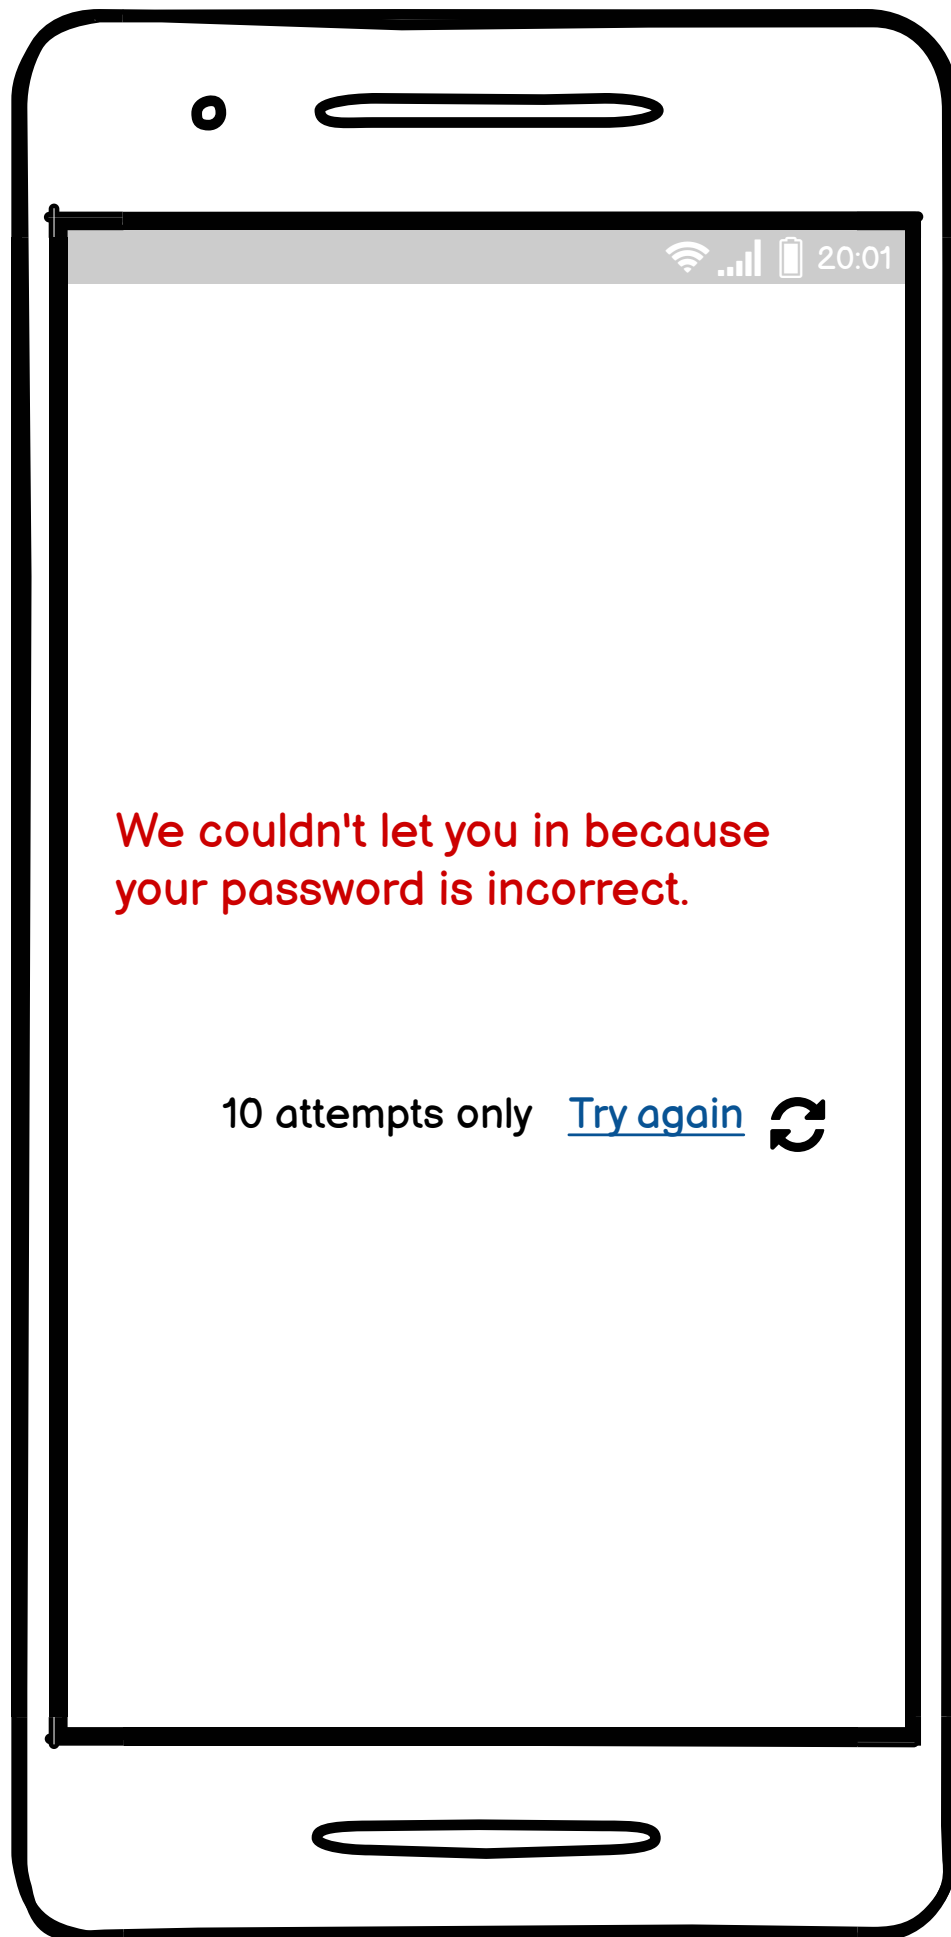 20:01
We couldn't let you in because
your password is incorrect.
10 attempts only Try again